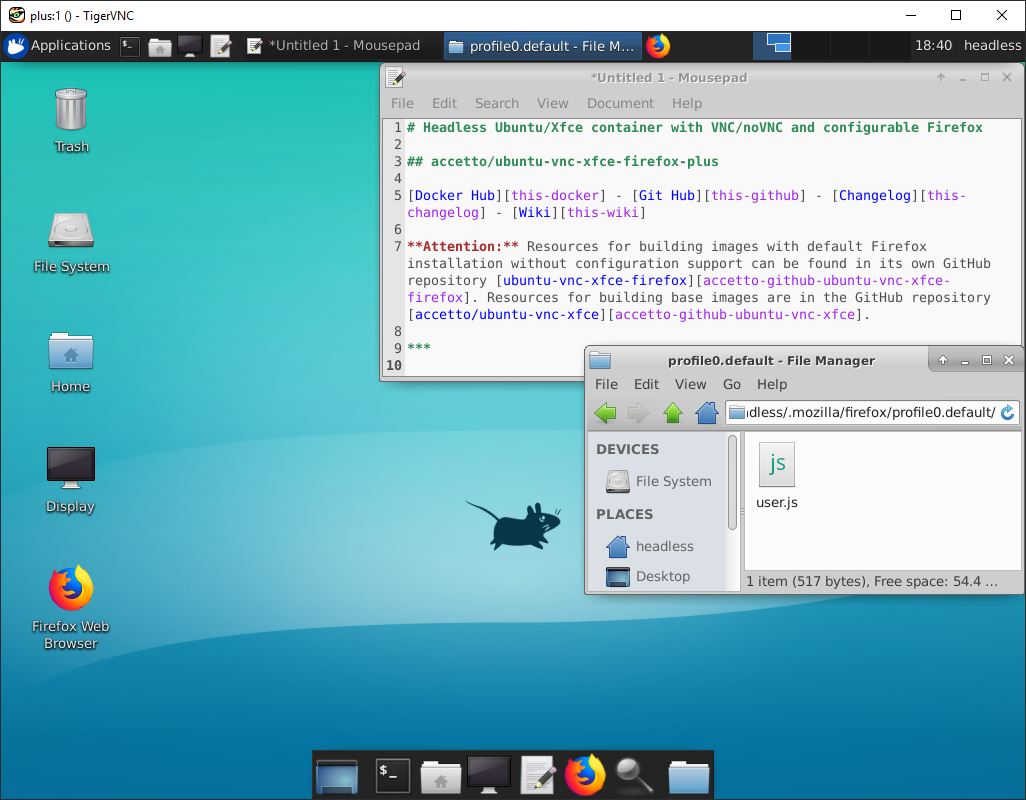 plus:1 () - TigerVNC
Applications
*Untitled 1 - Mousepad
profile0.default - File M...
18:40
headless
Trash
File System
Home
Display
Firefox Web
Browser
*Untitled 1 - Mousepad
File Edit Search View Document Help
1 # Headless Ubuntu/Xfce container with VNC/noVNC and configurable Firefox
2
3 ## accetto/ubuntu-vnc-xfce-firefox-plus
4
5 [Docker Hub][this-docker] - [Git Hub][this-github] - [Changelog][this-
changelog] - [Wiki][this-wiki]
6
7 **Attention:** Resources for building images with default Firefox
installation without configuration support can be found in its own GitHub
repository [ubuntu-vnc-xfce-firefox][accetto-github-ubuntu-vnc-xfce-
firefox]. Resources for building base images are in the GitHub repository
[accetto/ubuntu-vnc-xfce][accetto-github-ubuntu-vnc-xfce].
8
9 ***
10
profile0.default - File Manager
File Edit View Go Help
dless/.mozilla/firefox/profile0.default/
DEVICES
File System
PLACES
headless
Desktop
js
user.js
1 item (517 bytes), Free space: 54.4 ...
$_